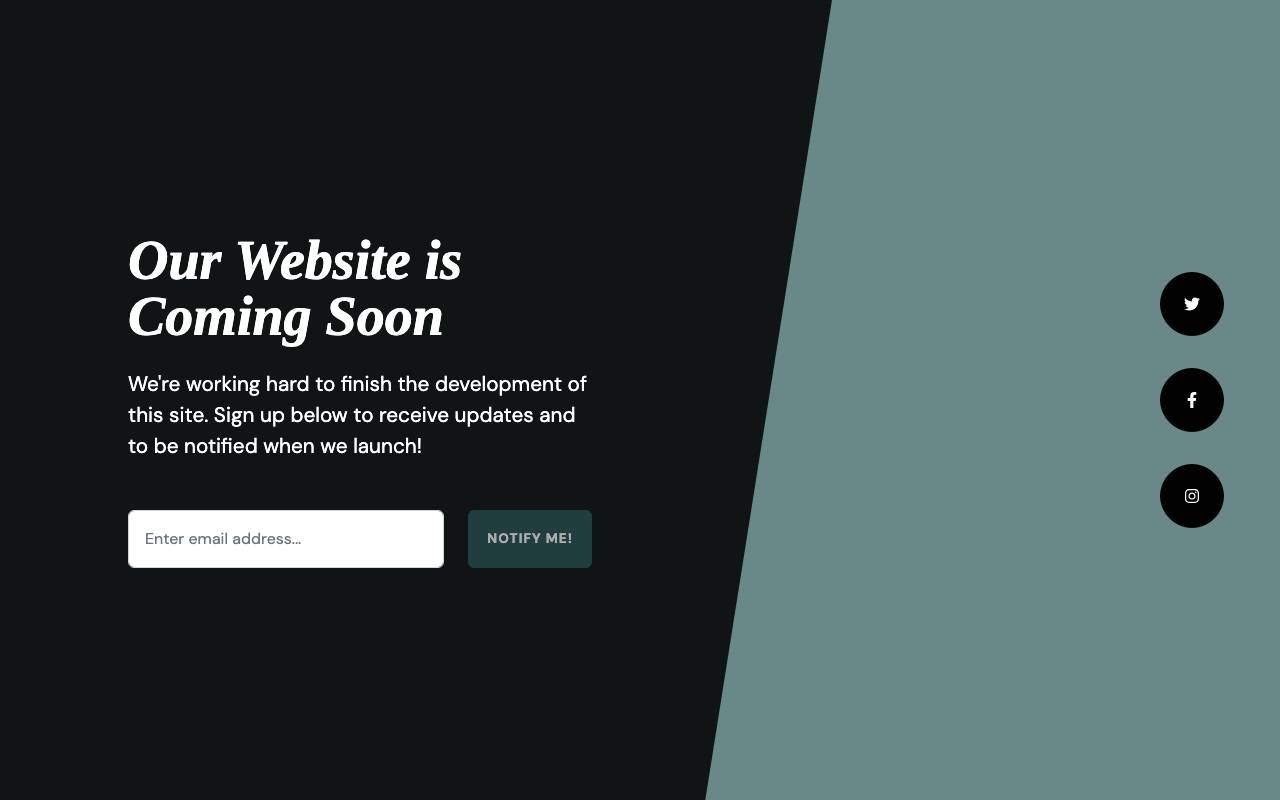 Our Website is
Coming Soon
We're working hard to finish the development of
this site. Sign up below to receive updates and
to be notified when we launch!
Enter email address...
NOTIFY ME!